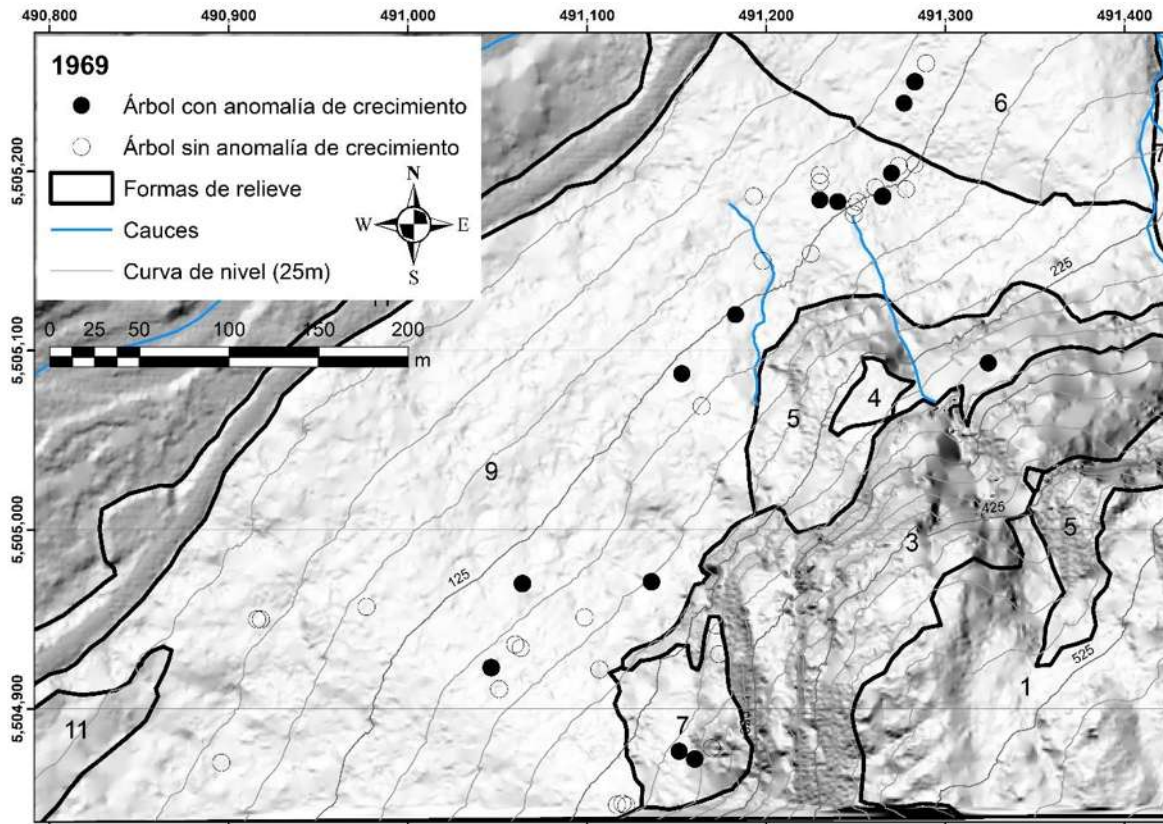 490,800 490,900 491,000 491,100 491,200 491,300 491,400
1969
Árbol con anomalía de crecimiento
Árbol sin anomalía de crecimiento
Formas de relieve
Cauces
Curva de nivel (25m)
N
W E
S
0 25 50 100 150 200
m
5,505,200
5,505,100
5,505,000
5,504,900
6
7
225
4
5
9
425
3
5
125
525
1
11
7